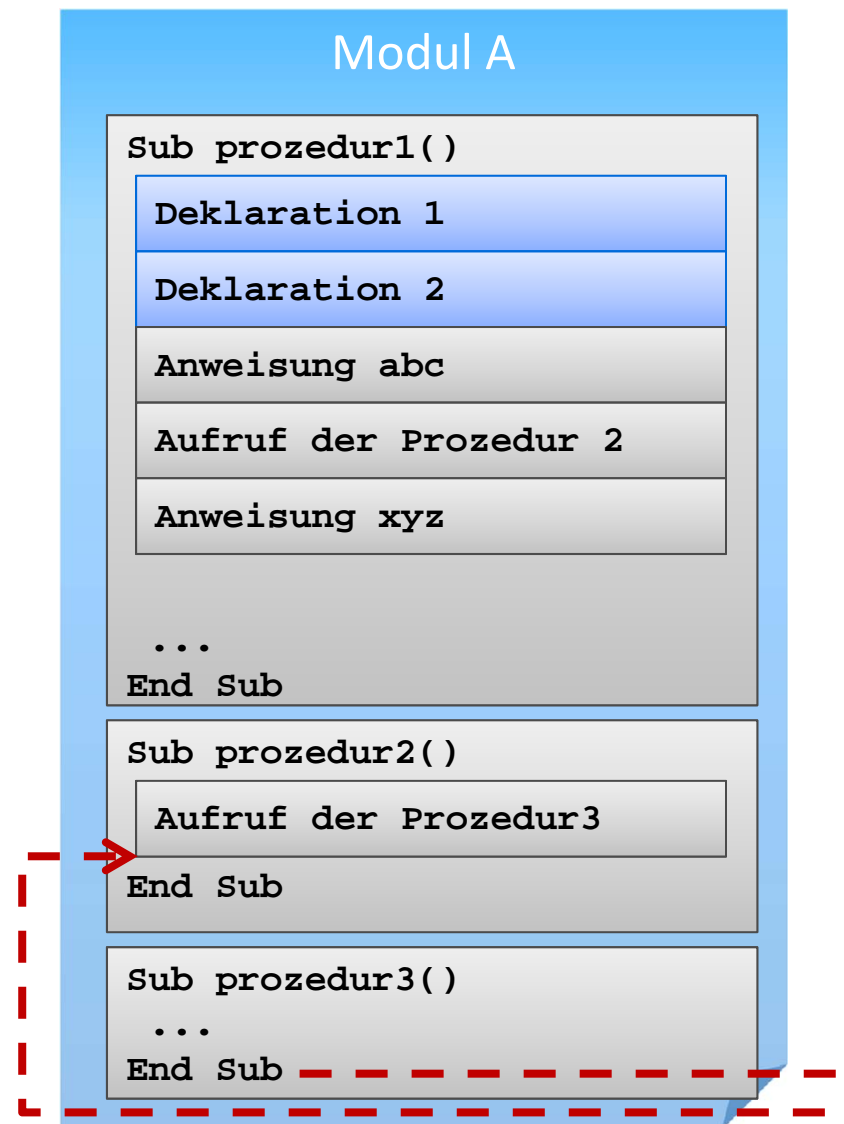 Modul A
Sub prozedur1()
Deklaration 1
Deklaration 2
Anweisung abc
Aufruf der Prozedur 2
Anweisung xyz
...
End Sub
Sub prozedur2()
Aufruf der Prozedur3
End Sub
Sub prozedur3()
...
End Sub